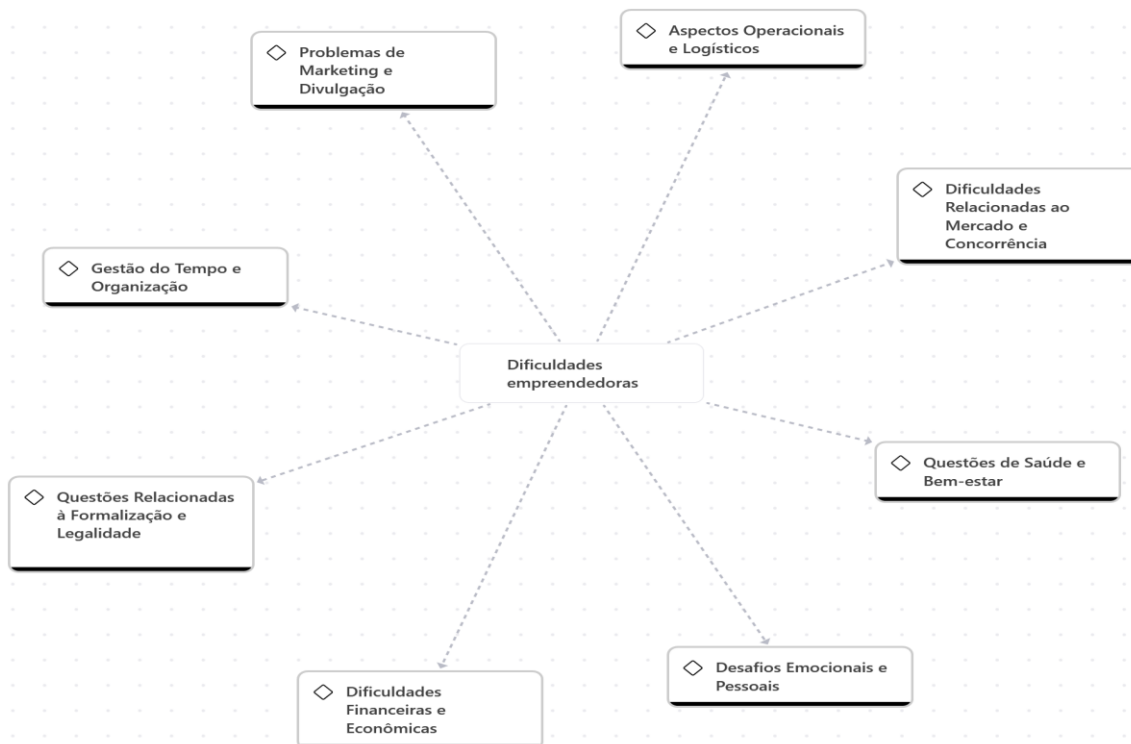 Aspectos Operacionais
e Logísticos
Problemas de
Marketing e
Divulgação
Dificuldades
Relacionadas ao
Mercado e
Concorrência
Gestão do Tempo e
Organização
Dificuldades
empreendedoras
Questões de Saúde e
Bem-estar
Questões Relacionadas
à Formalização e
Legalidade
Desafios Emocionais e
Pessoais
Dificuldades
Financeiras e
Econômicas